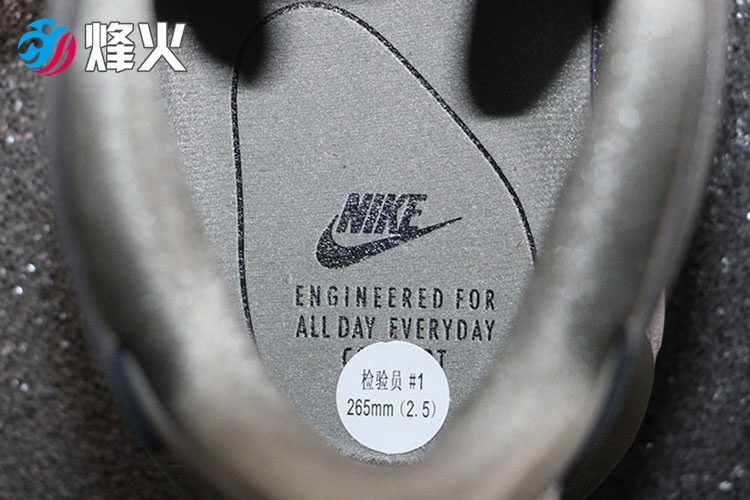 烽火
NIKE
ENGINEERED FOR
ALL DAY EVERYDAY
检验员 #1
265mm (2.5)